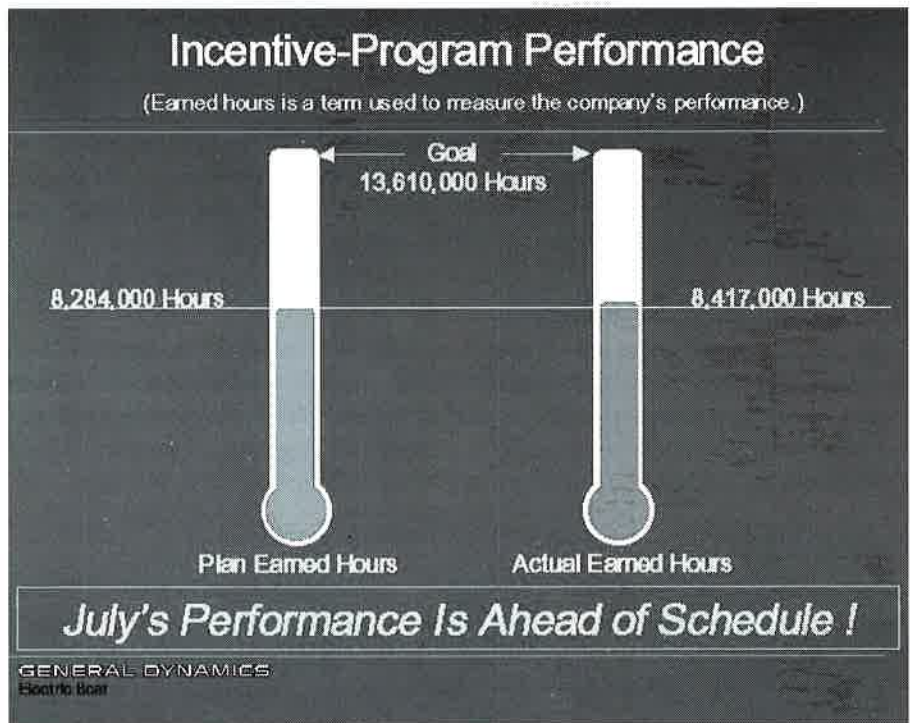 Incentive-Program Performance
(Earned hours is a term used to measure the company's performance.)
Goal
13,610,000 Hours
8,284,000 Hours
8,417,000 Hours
Plan Earned Hours
Actual Earned Hours
July's Performance Is Ahead of Schedule !
GENERAL DYNAMICS
Electric Boat